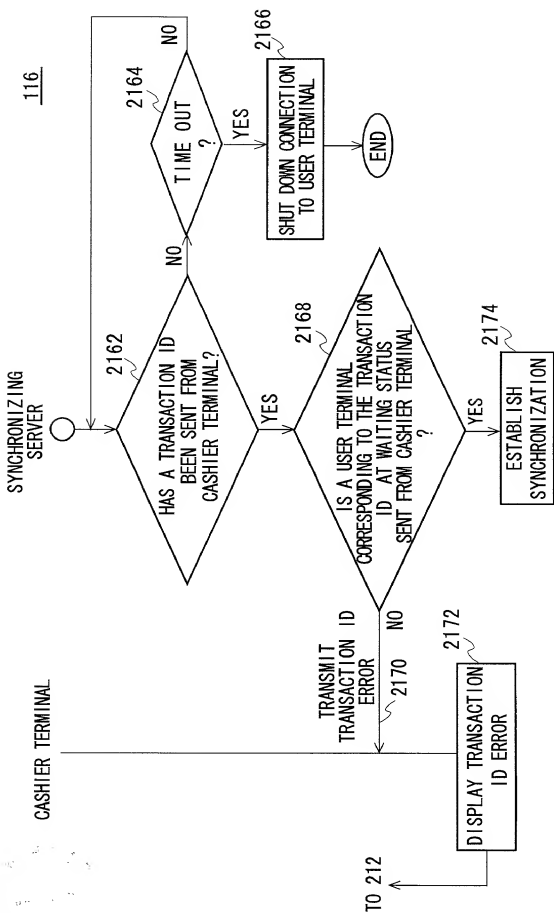 116
SYNCHRONIZING
SERVER
CASHIER TERMINAL
2162
HAS A TRANSACTION ID
BEEN SENT FROM
CASHIER TERMINAL?
NO
YES
2164
TIME OUT
?
NO
YES
2166
SHUT DOWN CONNECTION
TO USER TERMINAL
END
2168
IS A USER TERMINAL
CORRESPONDING TO THE TRANSACTION
ID AT WAITING STATUS
SENT FROM CASHIER TERMINAL
?
NO
YES
TRANSMIT
TRANSACTION ID
ERROR
2170
2172
DISPLAY TRANSACTION
ID ERROR
TO 212
2174
ESTABLISH
SYNCHRONIZATION